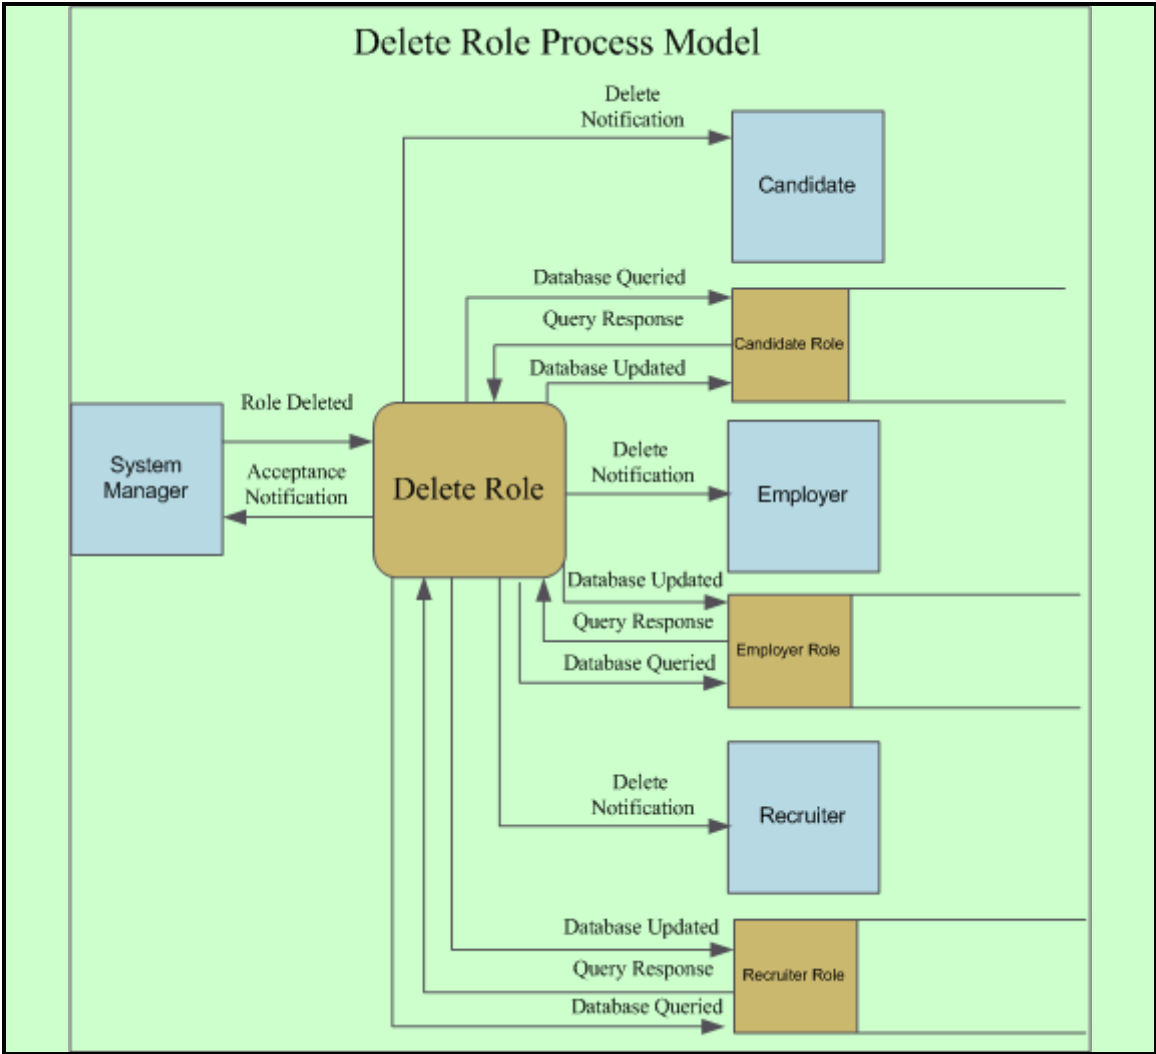 Delete Role Process Model
Delete
Notification
Candidate
Database Queried
Query Response
Candidate Role
Database Updated
Role Deleted
System
Manager
Acceptance
Notification
Delete Role
Delete
Notification
Employer
Database Updated
Query Response
Employer Role
Database Queried
Delete
Notification
Recruiter
Database Updated
Query Response
Recruiter Role
Database Queried